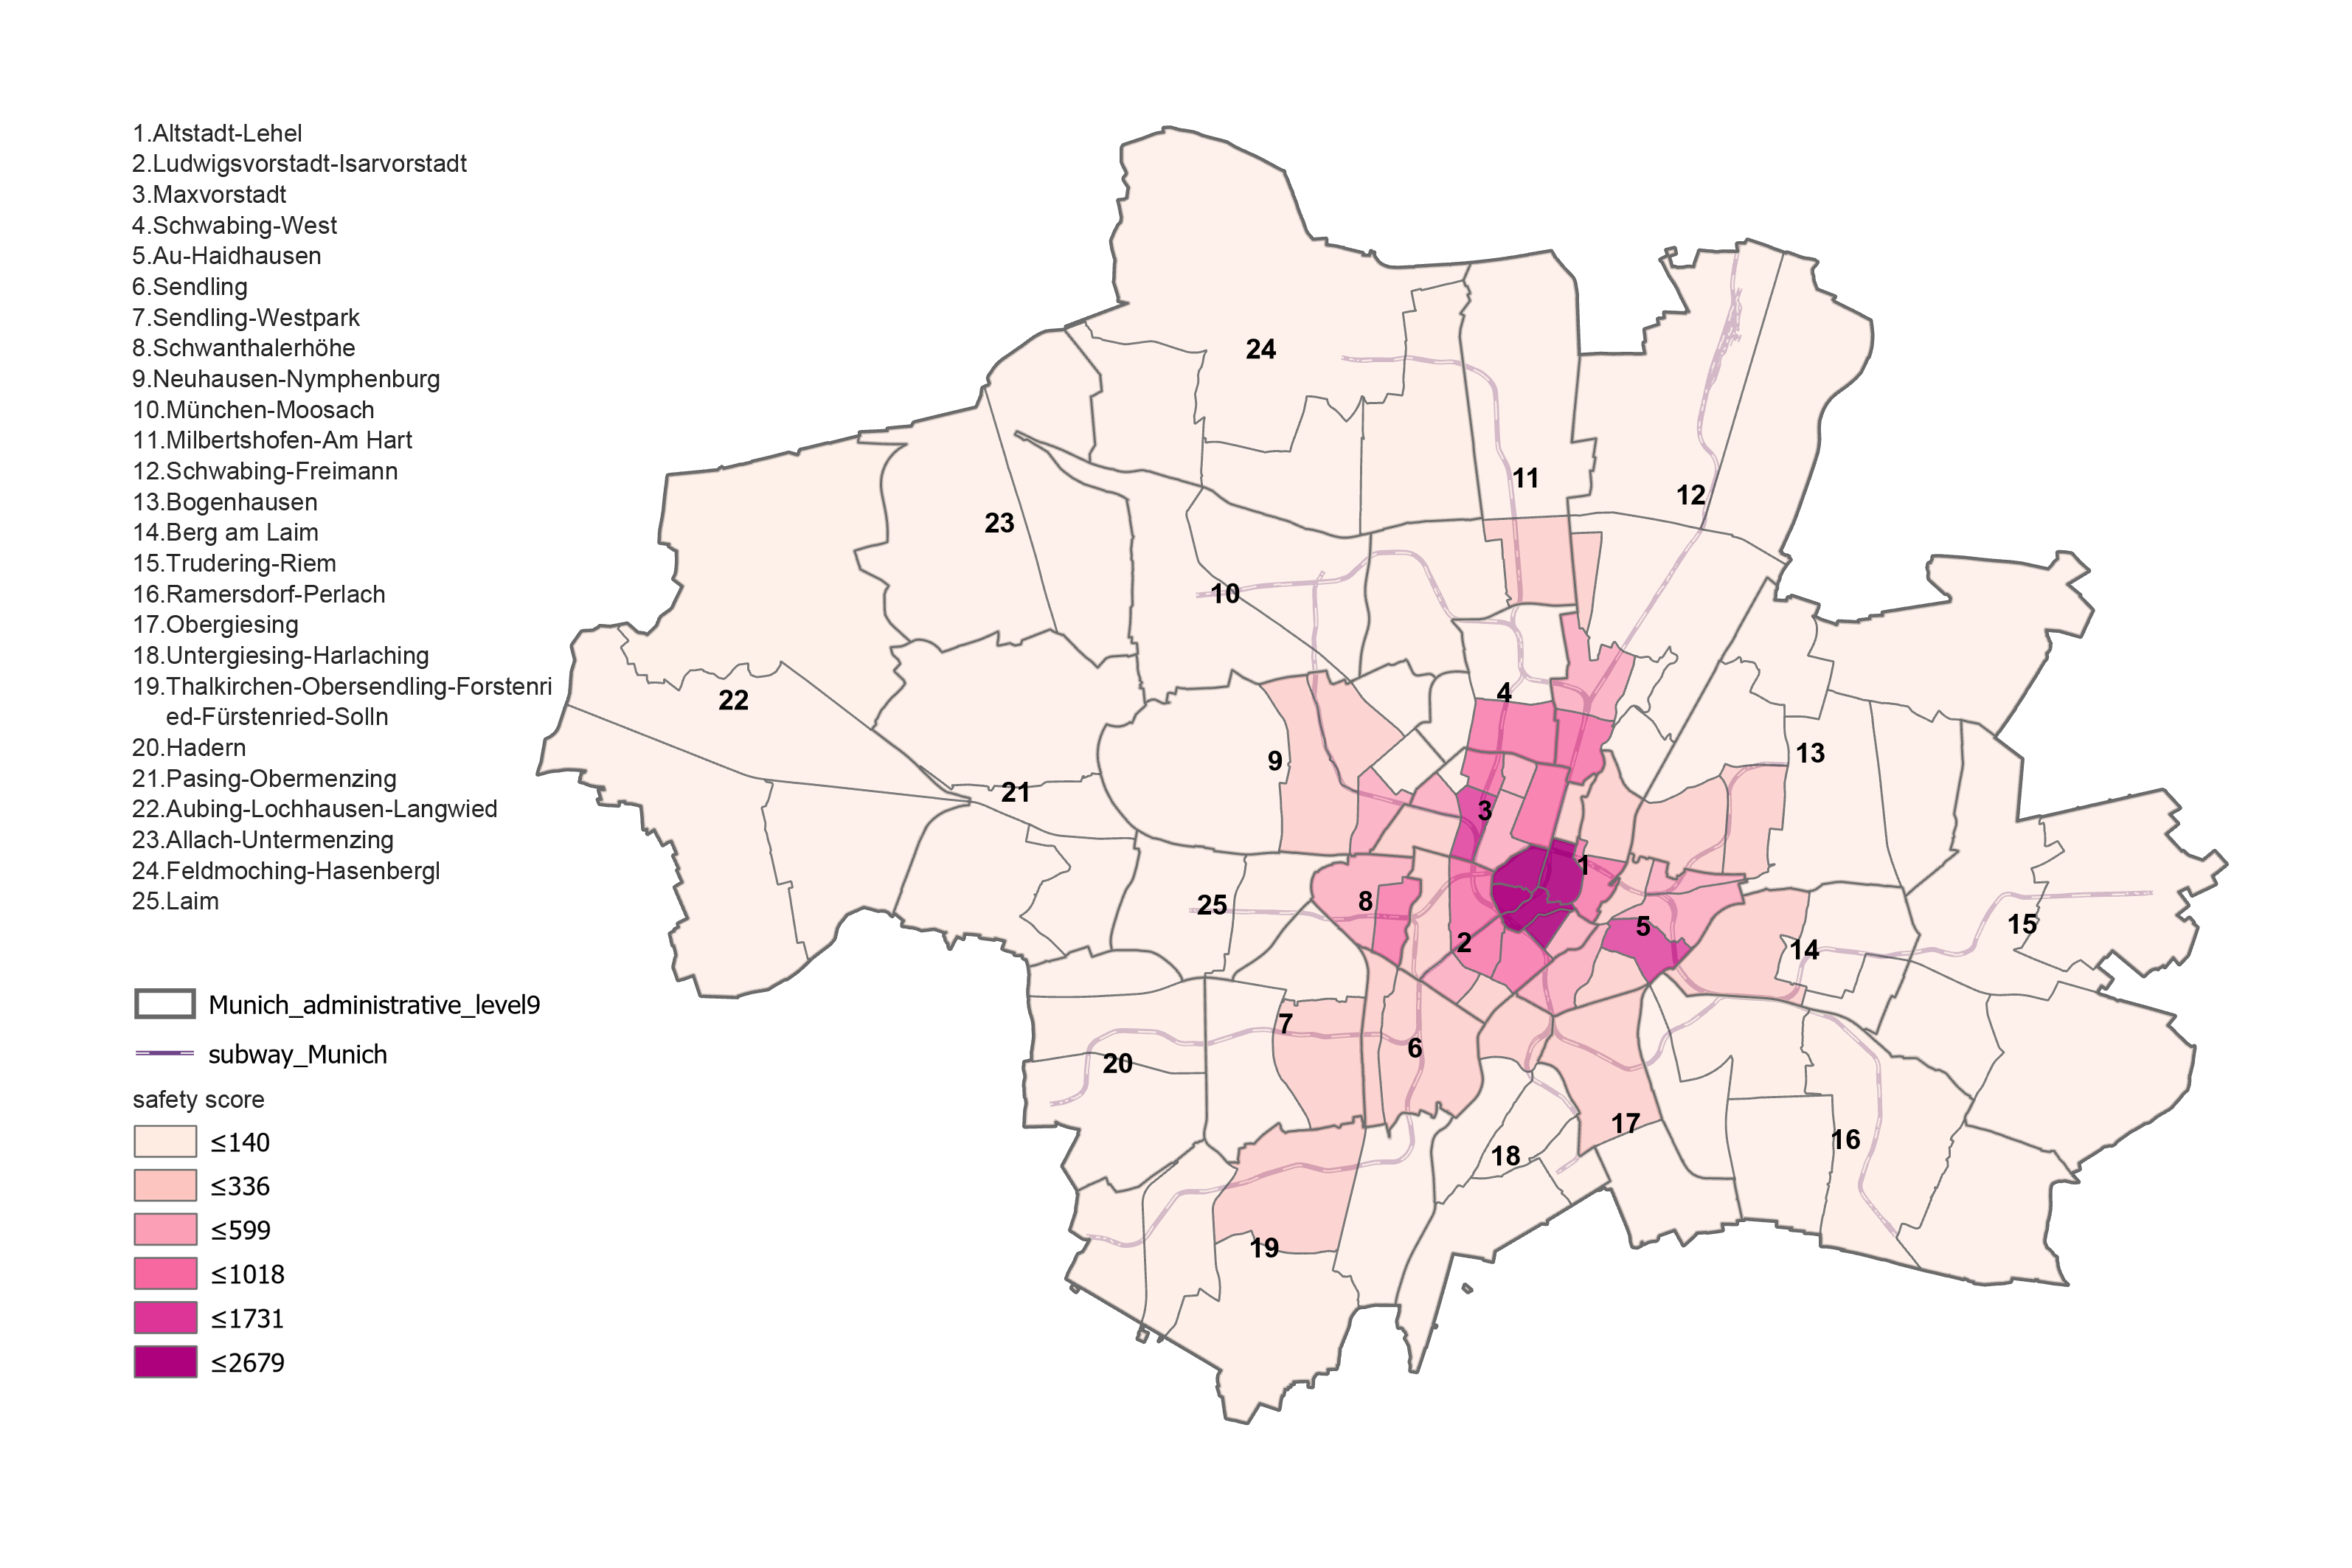 1.Altstadt-Lehel
2.Ludwigsvorstadt-Isarvorstadt
3.Maxvorstadt
4.Schwabing-West
5.Au-Haidhausen
6.Sendling
7.Sendling-Westpark
8.Schwanthalerhöhe
9.Neuhausen-Nymphenburg
10.München-Moosach
11.Milbertshofen-Am Hart
12.Schwabing-Freimann
13.Bogenhausen
14.Berg am Laim
15.Trudering-Riem
16.Ramersdorf-Perlach
17.Obergiesing
18.Untergiesing-Harlaching
19.Thalkirchen-Obersendling-Forstenri
ed-Fürstenried-Solln
20.Hadern
21.Pasing-Obermenzing
22.Aubing-Lochhausen-Langwied
23.Allach-Untermenzing
24.Feldmoching-Hasenbergl
25.Laim
Munich_administrative_level9
subway_Munich
safety score
≤140
≤336
≤599
≤1018
≤1731
≤2679
24
11
12
23
10
4
22
13
9
21
3
1
8
25
5
15
2
14
7
6
20
17
16
18
19